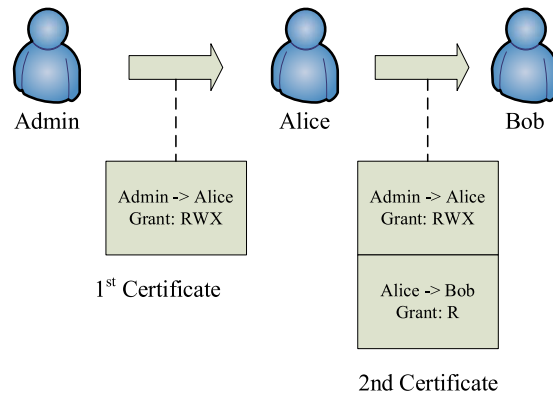 Admin
Alice
Bob
Admin -> Alice
Grant: RWX
1st Certificate
Admin -> Alice
Grant: RWX
Alice -> Bob
Grant: R
2nd Certificate